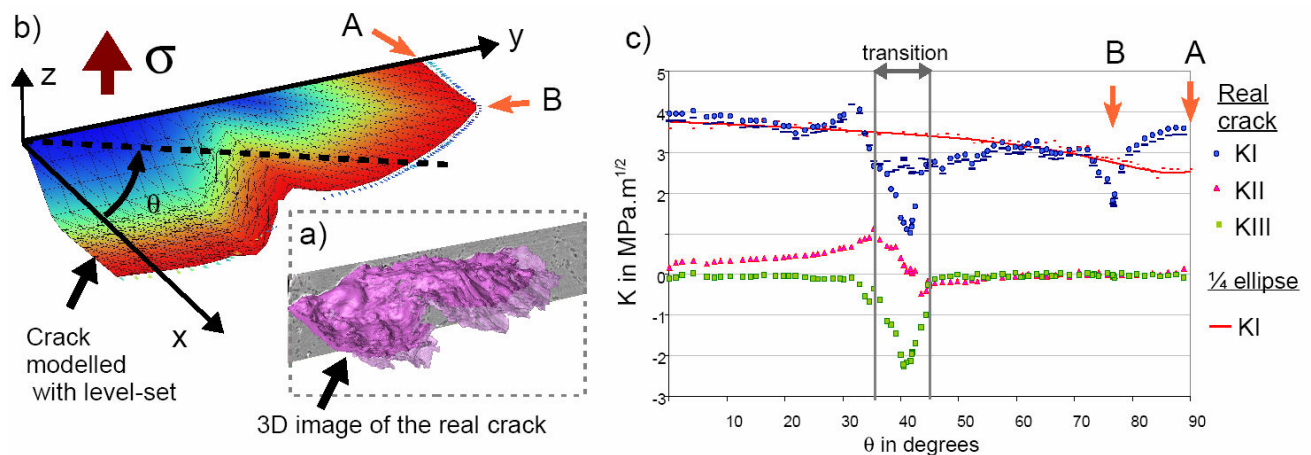 b)
σ
z
A
y
B
θ
x
Crack
modelled
with level-set
a)
3D image of the real crack
c)
transition
B
A
K in MPa.m1/2
5
4
3
2
1
0
-1
-2
-3
10
20
30
40
50
60
70
80
90
θ in degrees
Real
crack
KI
KII
KIII
¼ ellipse
KI